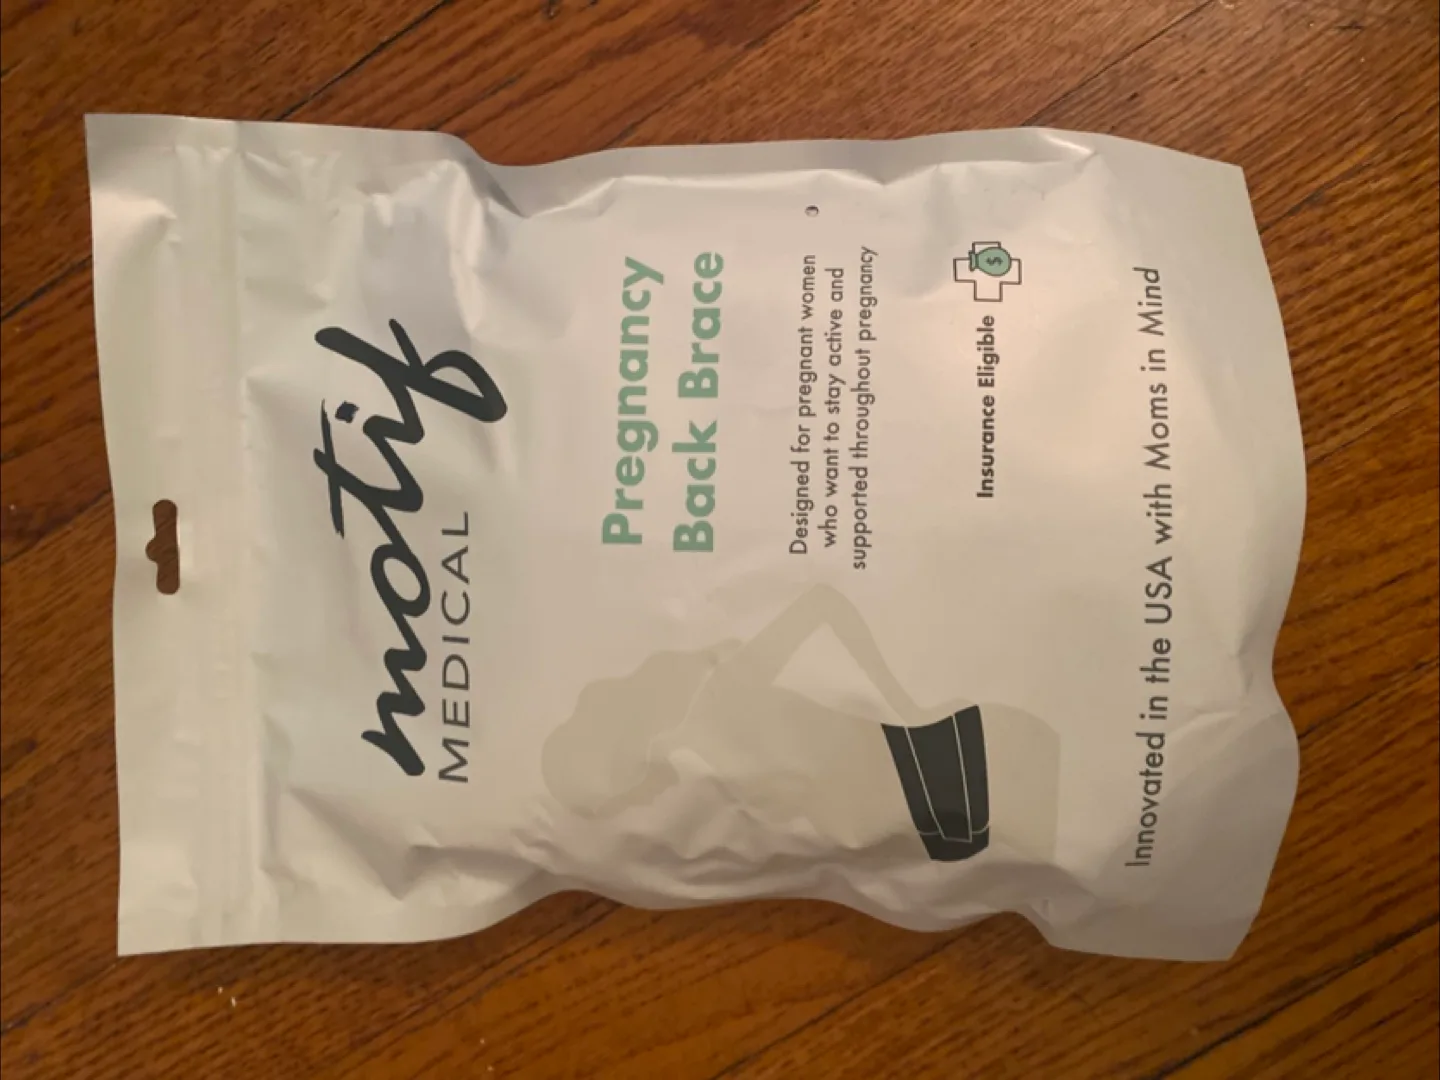 motif
MEDICAL
Pregnancy
Back Brace
Designed for pregnant women
who want to stay active and
supported throughout pregnancy
Insurance Eligible
$
Innovated in the USA with Moms in Mind